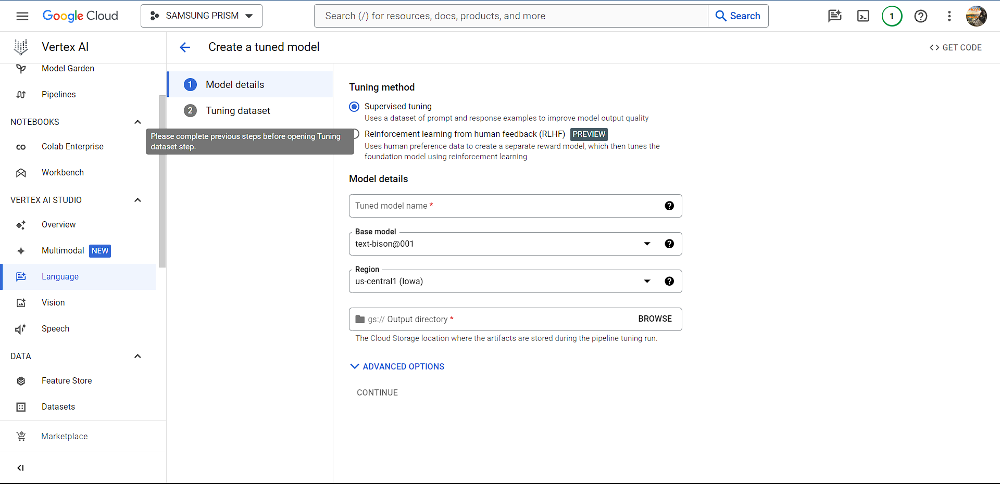 Google Cloud
SAMSUNG PRISM
Search (/) for resources, docs, products, and more
Search
1
Vertex AI
Create a tuned model
GET CODE
Model Garden
Pipelines
NOTEBOOKS
Colab Enterprise
Workbench
VERTEX AI STUDIO
Overview
Multimodal NEW
Language
Vision
Speech
DATA
Feature Store
Datasets
Marketplace
1 Model details
2 Tuning dataset
Please complete previous steps before opening Tuning
dataset step.
Tuning method
Supervised tuning
Uses a dataset of prompt and response examples to improve model output quality
Reinforcement learning from human feedback (RLHF) PREVIEW
Uses human preference data to create a separate reward model, which then tunes the
foundation model using reinforcement learning
Model details
Tuned model name *
Base model
text-bison@001
Region
us-central1 (Iowa)
gs:// Output directory * BROWSE
The Cloud Storage location where the artifacts are stored during the pipeline tuning run.
ADVANCED OPTIONS
CONTINUE